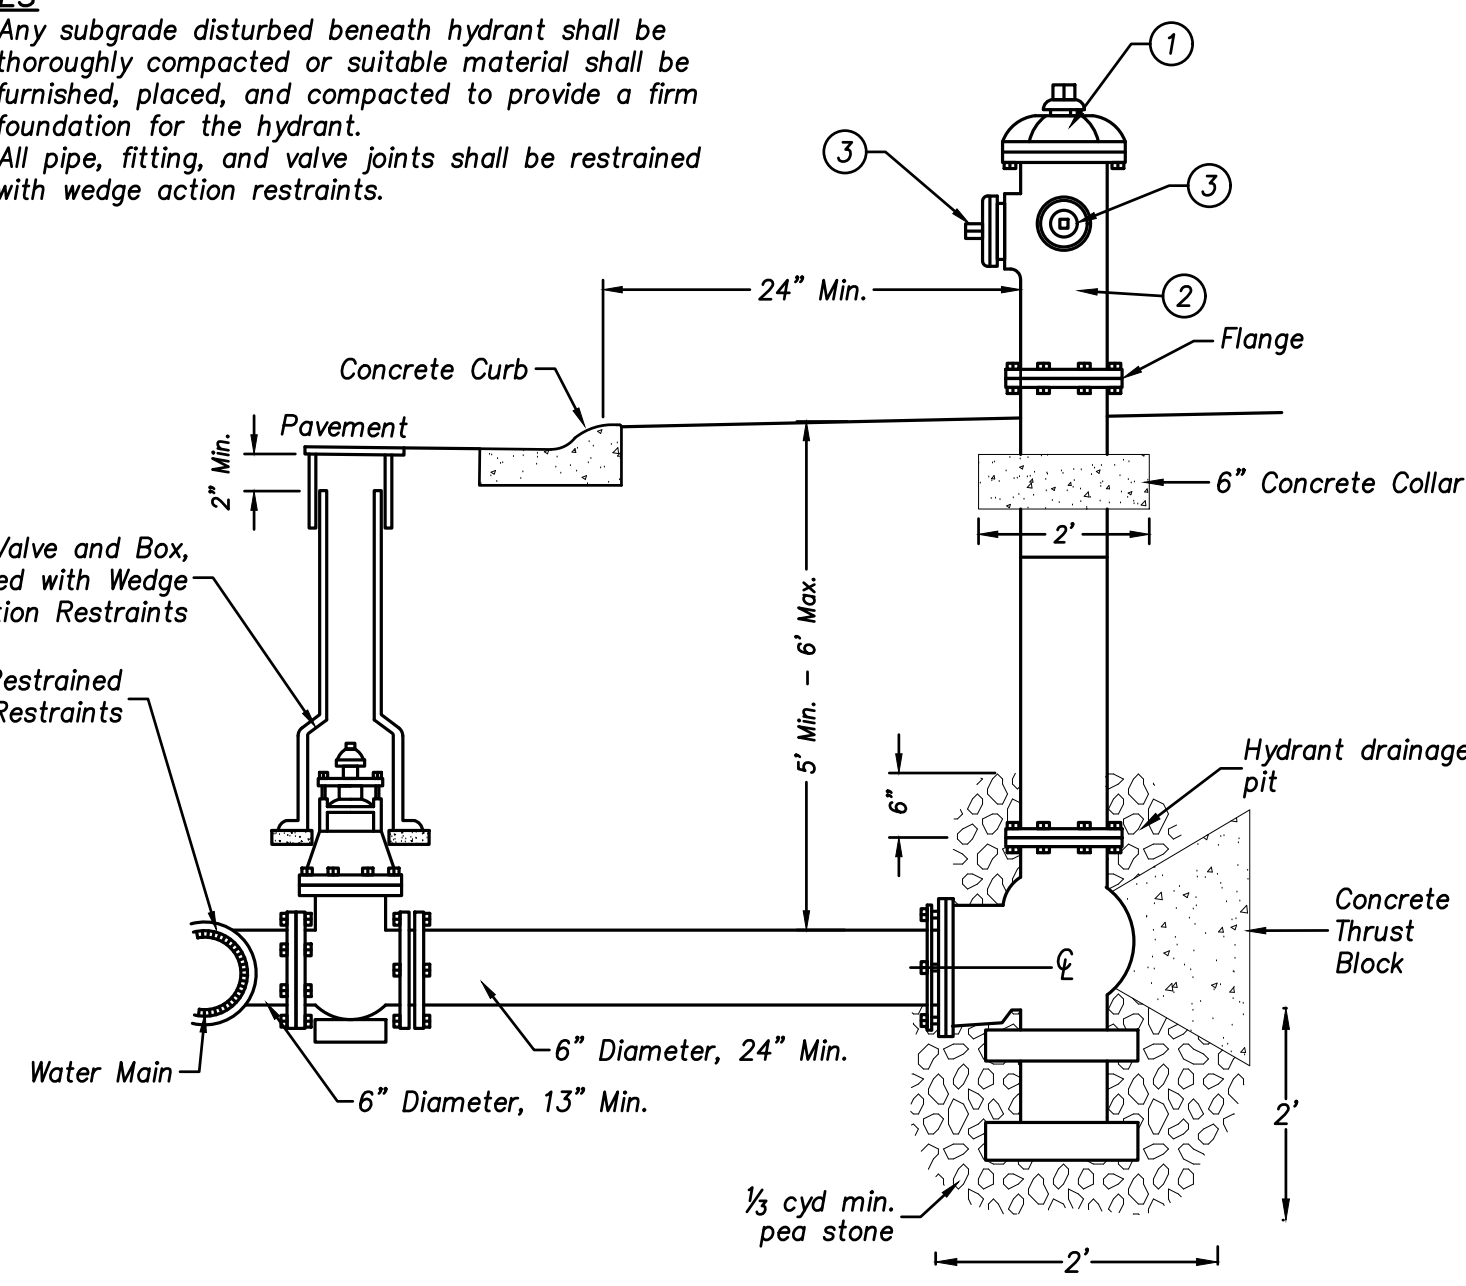 ES
Any subgrade disturbed beneath hydrant shall be
thoroughly compacted or suitable material shall be
furnished, placed, and compacted to provide a firm
foundation for the hydrant.
All pipe, fitting, and valve joints shall be restrained
with wedge action restraints.
1
3
3
24" Min.
2
Flange
Concrete Curb
Pavement
2" Min.
6" Concrete Collar
2'
Valve and Box,
ed with Wedge
tion Restraints
5' Min. - 6' Max.
Restrained
Restraints
Hydrant drainage
pit
6"
Concrete
Thrust
Block
℄
6" Diameter, 24" Min.
Water Main
6" Diameter, 13" Min.
2'
⅓ cyd min.
pea stone
2'